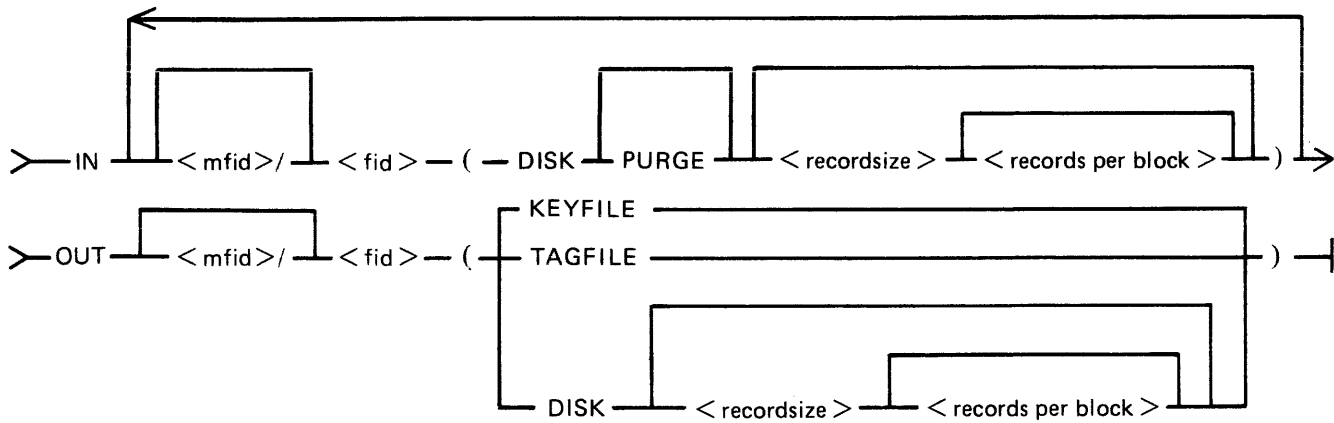 IN <mfid>/ <fid> ( DISK PURGE <recordsize> <records per block> )
KEYFILE
OUT <mfid>/ <fid> ( TAGFILE )
DISK <recordsize> <records per block>